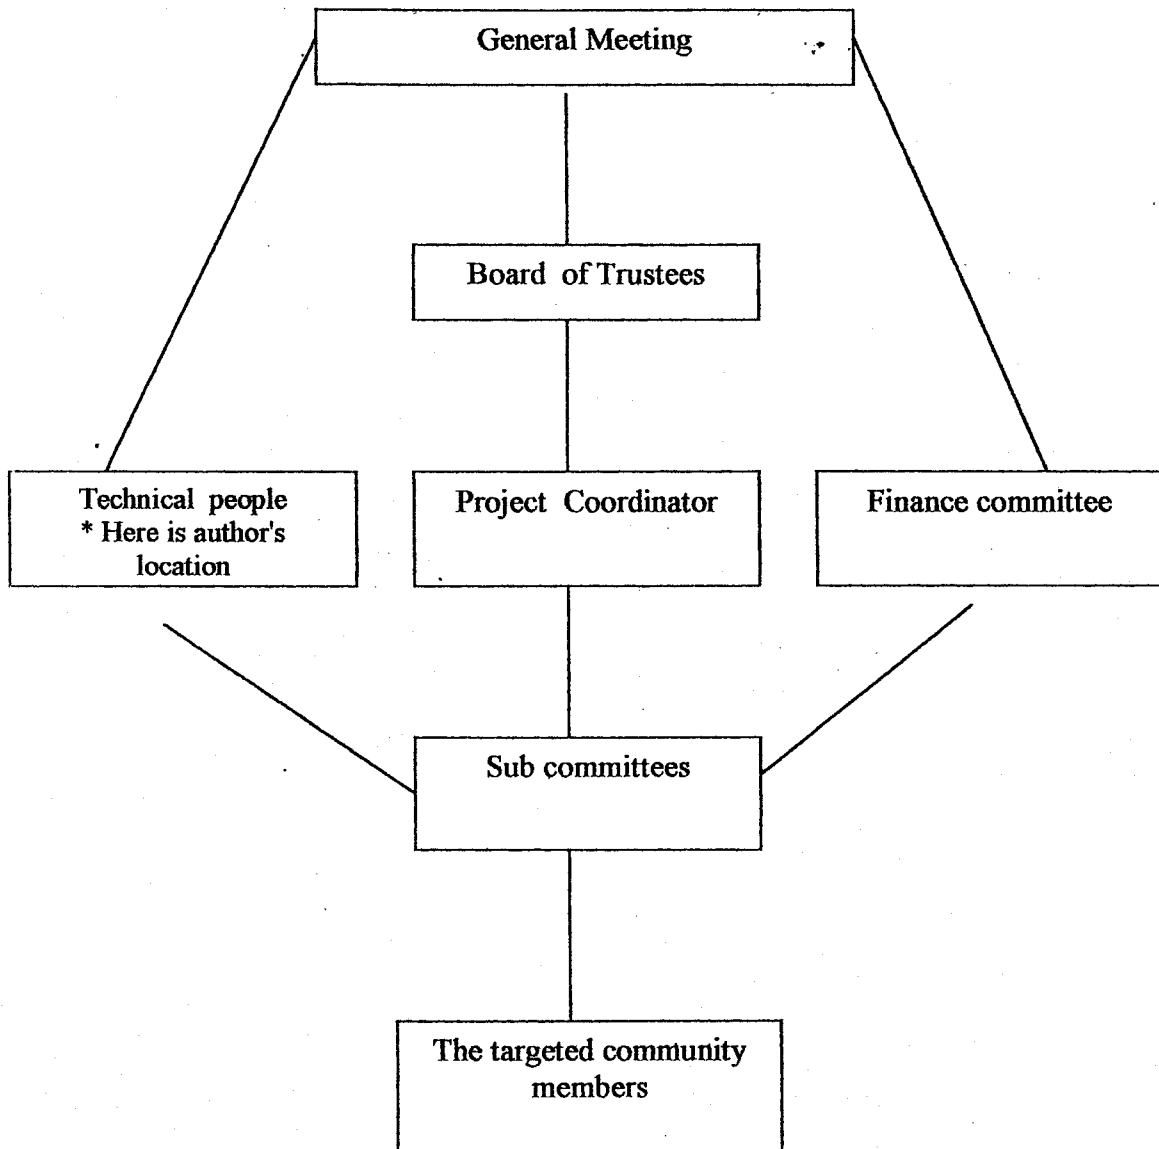 General Meeting
Board of Trustees
Technical people
* Here is author's
location
Project Coordinator
Finance committee
Sub committees
The targeted community
members